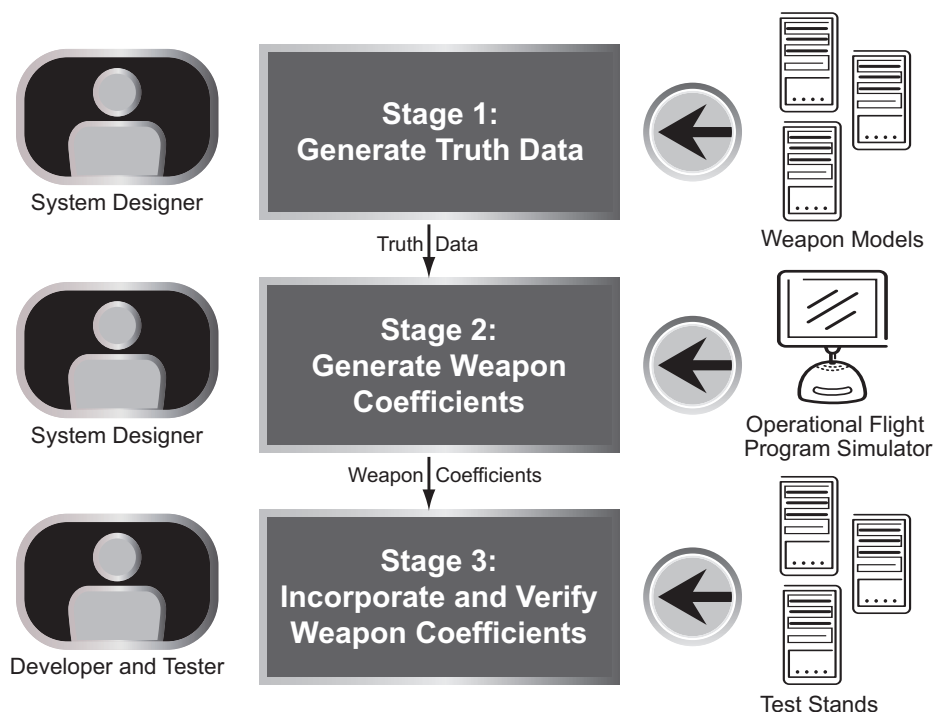 Stage 1:
Generate Truth Data
System Designer
Weapon Models
Truth Data
Stage 2:
Generate Weapon
Coefficients
System Designer
Operational Flight
Program Simulator
Weapon Coefficients
Stage 3:
Incorporate and Verify
Weapon Coefficients
Developer and Tester
Test Stands